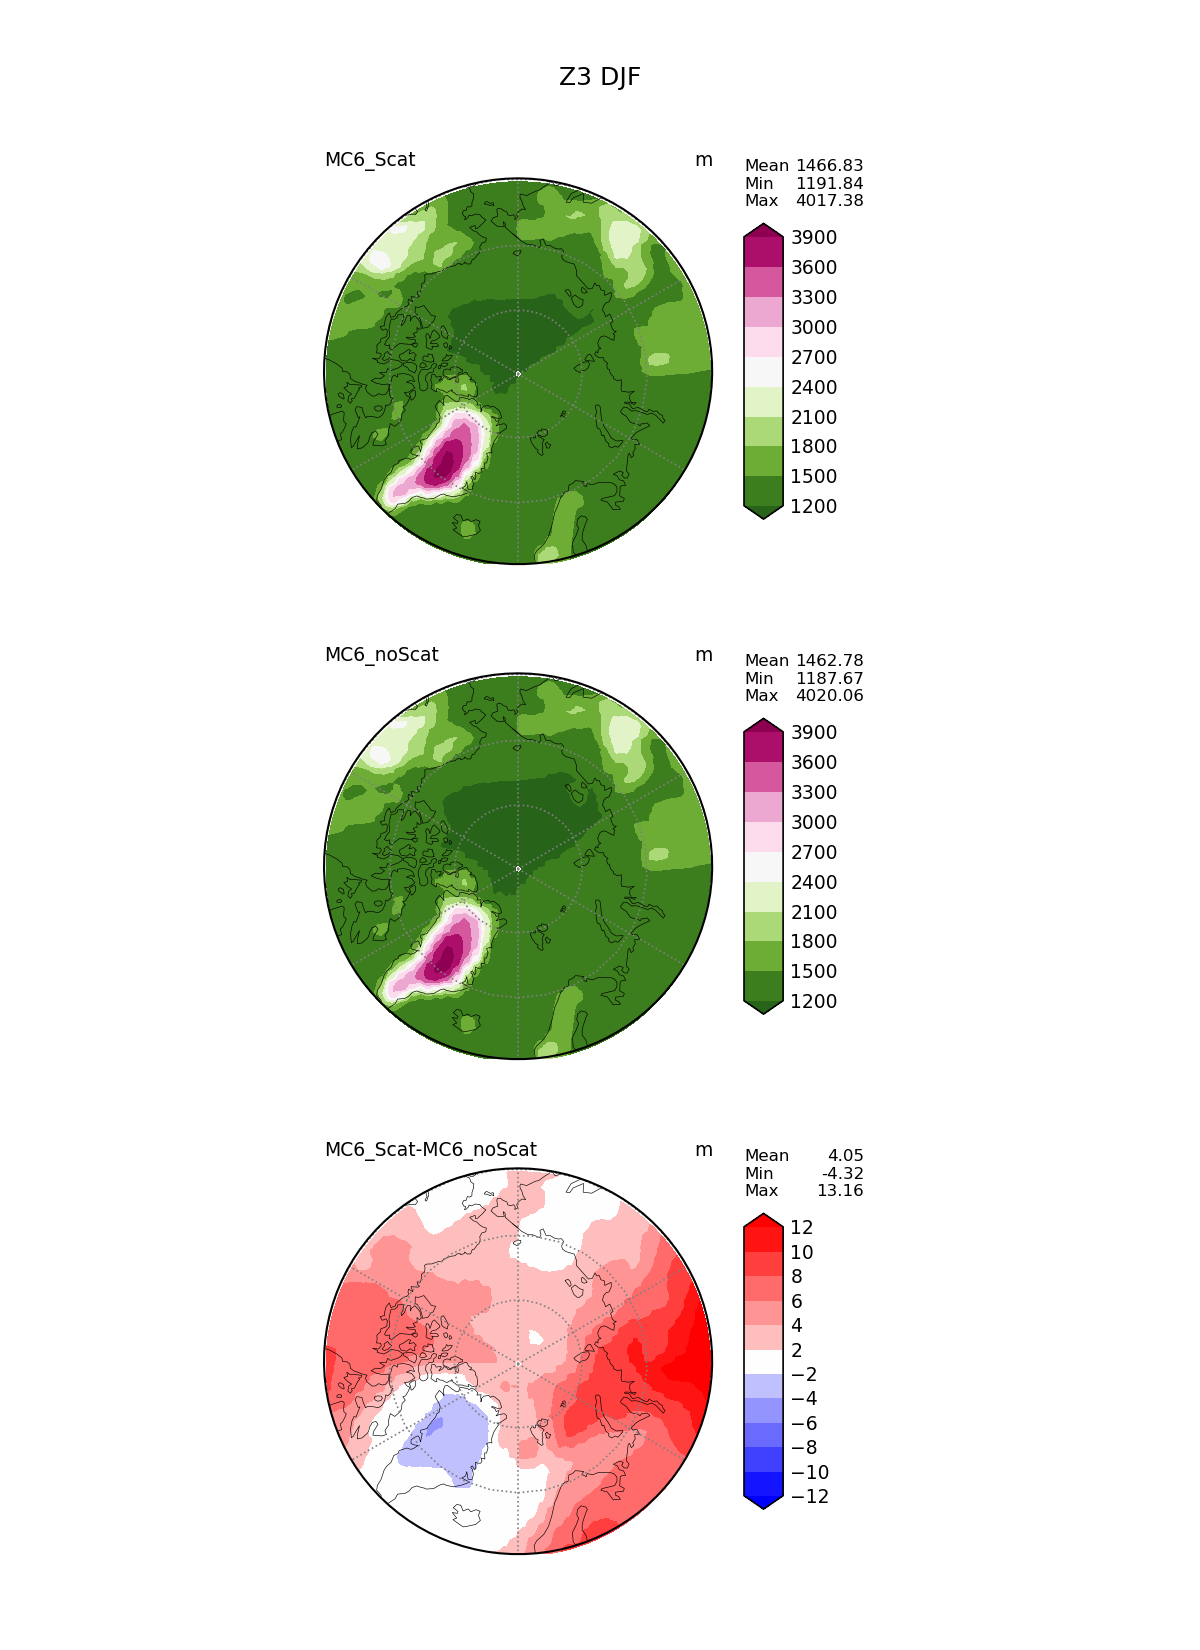 Z3 DJF
MC6_Scat m
Mean 1466.83
Min 1191.84
Max 4017.38
3900
3600
3300
3000
2700
2400
2100
1800
1500
1200
MC6_noScat m
Mean 1462.78
Min 1187.67
Max 4020.06
3900
3600
3300
3000
2700
2400
2100
1800
1500
1200
MC6_Scat-MC6_noScat m
Mean 4.05
Min -4.32
Max 13.16
12
10
8
6
4
2
−2
−4
−6
−8
−10
−12